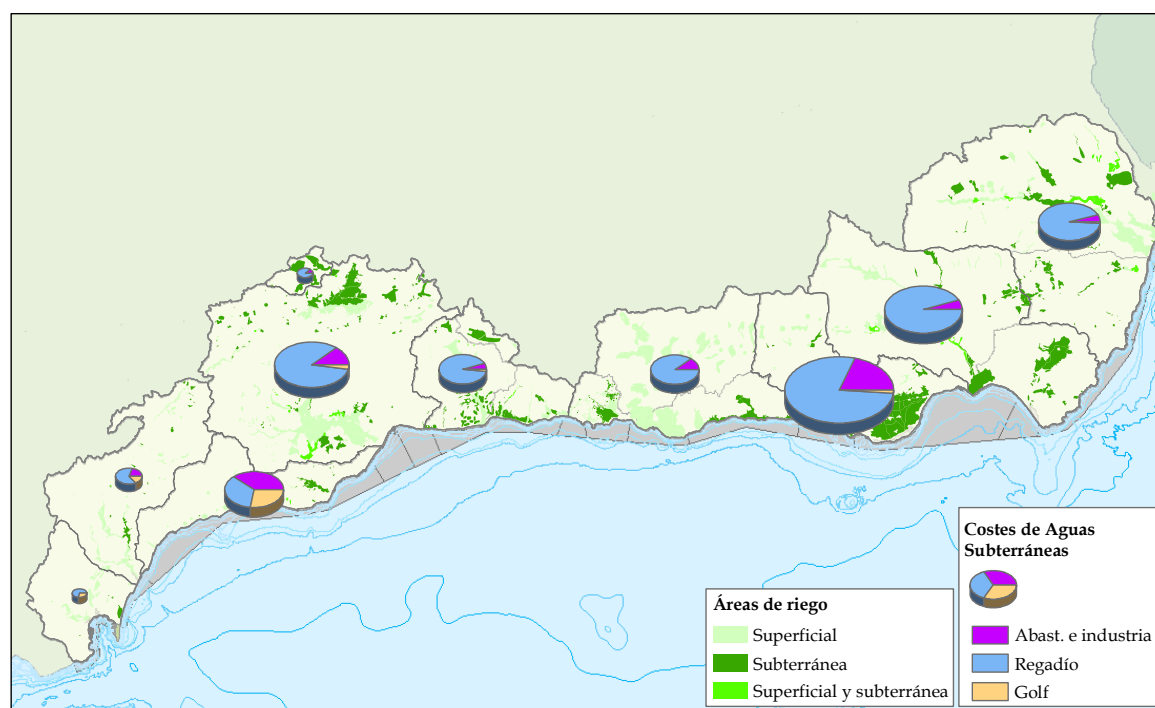 Áreas de riego
Superficial
Subterránea
Superficial y subterránea
Costes de Aguas
Subterráneas
Abast. e industria
Regadío
Golf